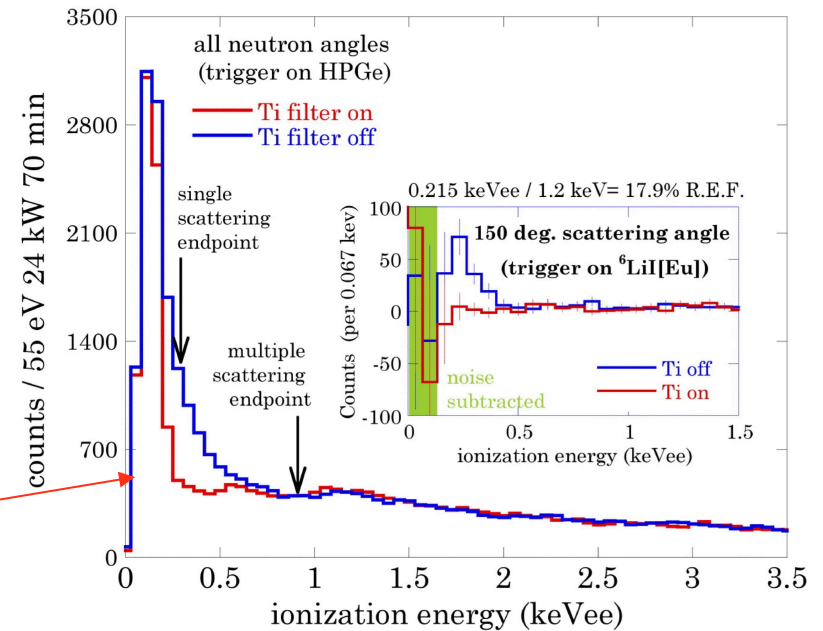 3500
2800
2100
1400
700
0
counts / 55 eV 24 kW 70 min
all neutron angles
(trigger on HPGe)
Ti filter on
Ti filter off
single
scattering
endpoint
multiple
scattering
endpoint
0.215 keVee / 1.2 keV= 17.9% R.E.F.
100
50
0
-50
-100
Counts (per 0.067 kev)
150 deg. scattering angle
(trigger on ⁶LiI[Eu])
noise
subtracted
Ti off
Ti on
0 0.5 1 1.5
ionization energy (keVee)
0 0.5 1 1.5 2 2.5 3 3.5
ionization energy (keVee)